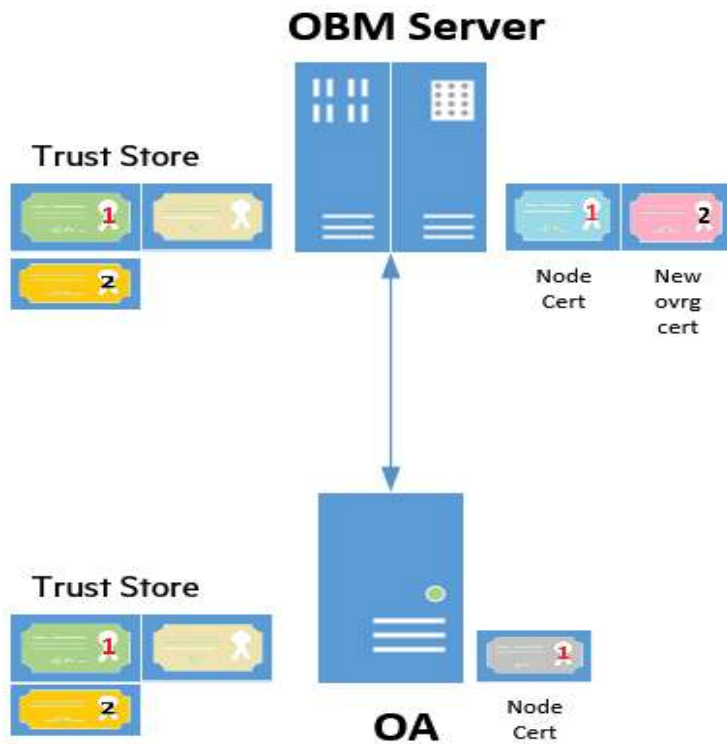 OBM Server
Trust Store
1
2
1
2
Node
Cert
New
ovrg
cert
Trust Store
1
2
1
Node
Cert
OA